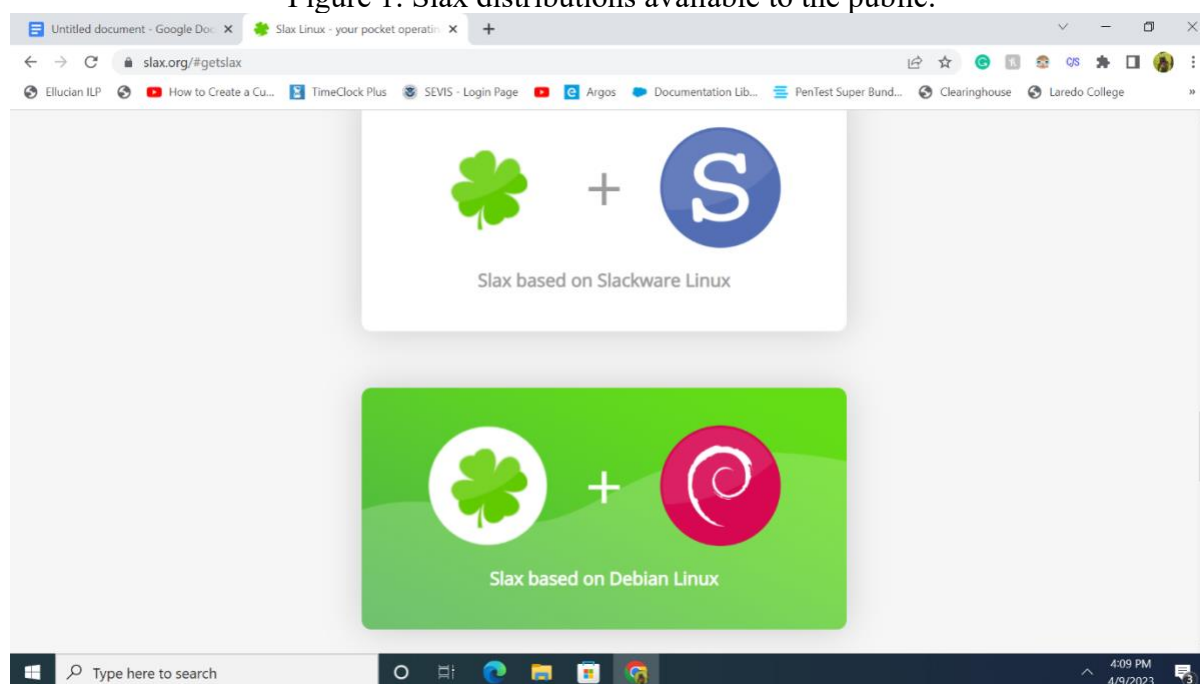 Figure 1. Slax distributions available to the public.
Untitled document - Google Doc
Slax Linux - your pocket operatin
slax.org/#getslax
Ellucian ILP
How to Create a Cu...
TimeClock Plus
SEVIS - Login Page
Argos
Documentation Lib...
PenTest Super Bund...
Clearinghouse
Laredo College
»
+
S
Slax based on Slackware Linux
+
Slax based on Debian Linux
Type here to search
4:09 PM
4/9/2023
3